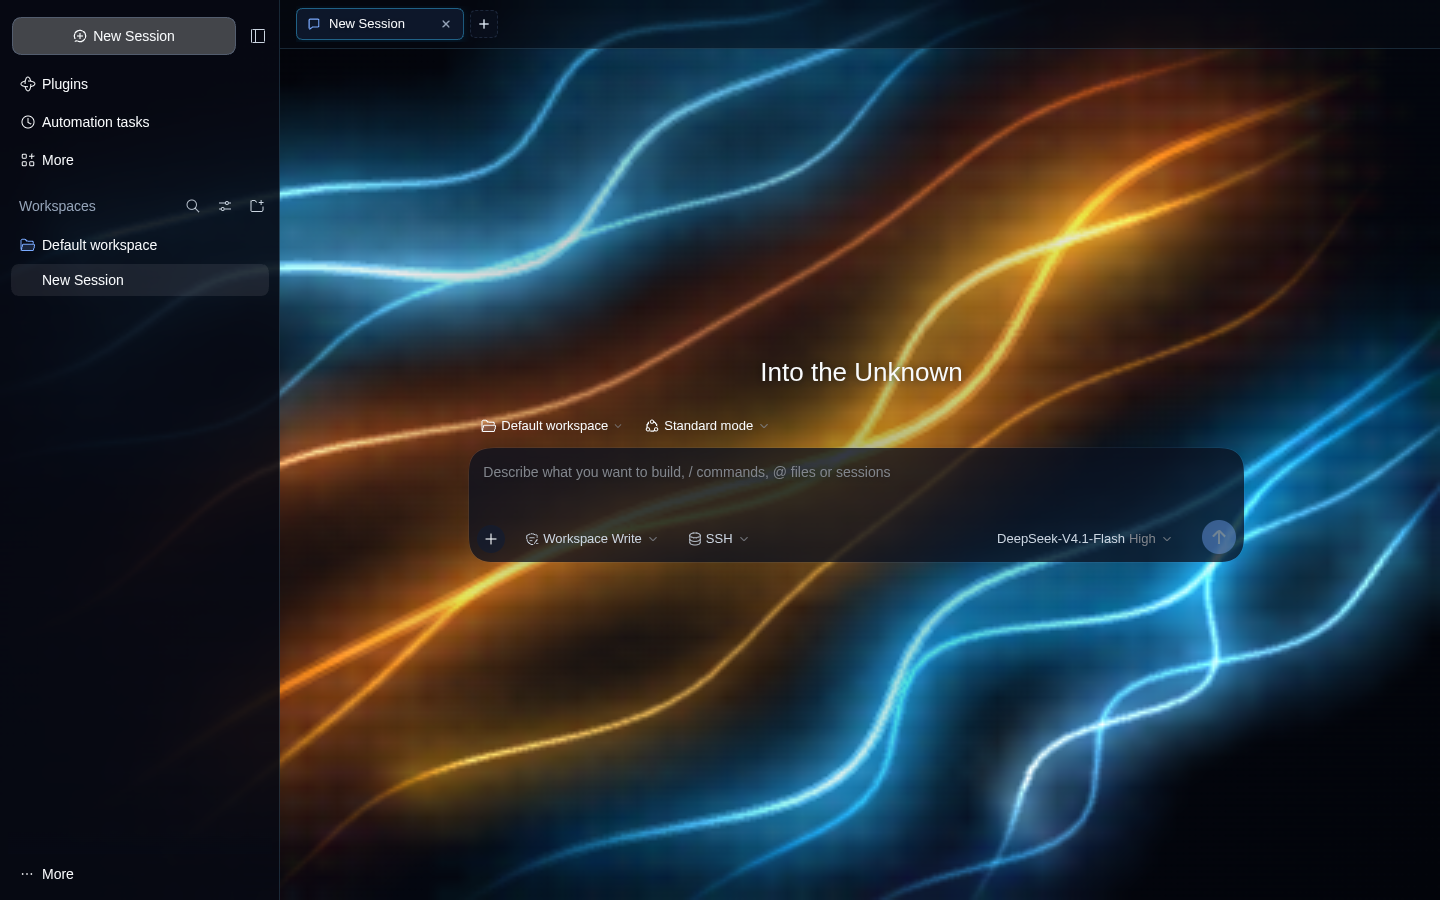 New Session
Plugins
Automation tasks
More
Workspaces
Default workspace
New Session
More
New Session
Into the Unknown
Default workspace
Standard mode
Describe what you want to build, / commands, @ files or sessions
Workspace Write
SSH
DeepSeek-V4.1-Flash High